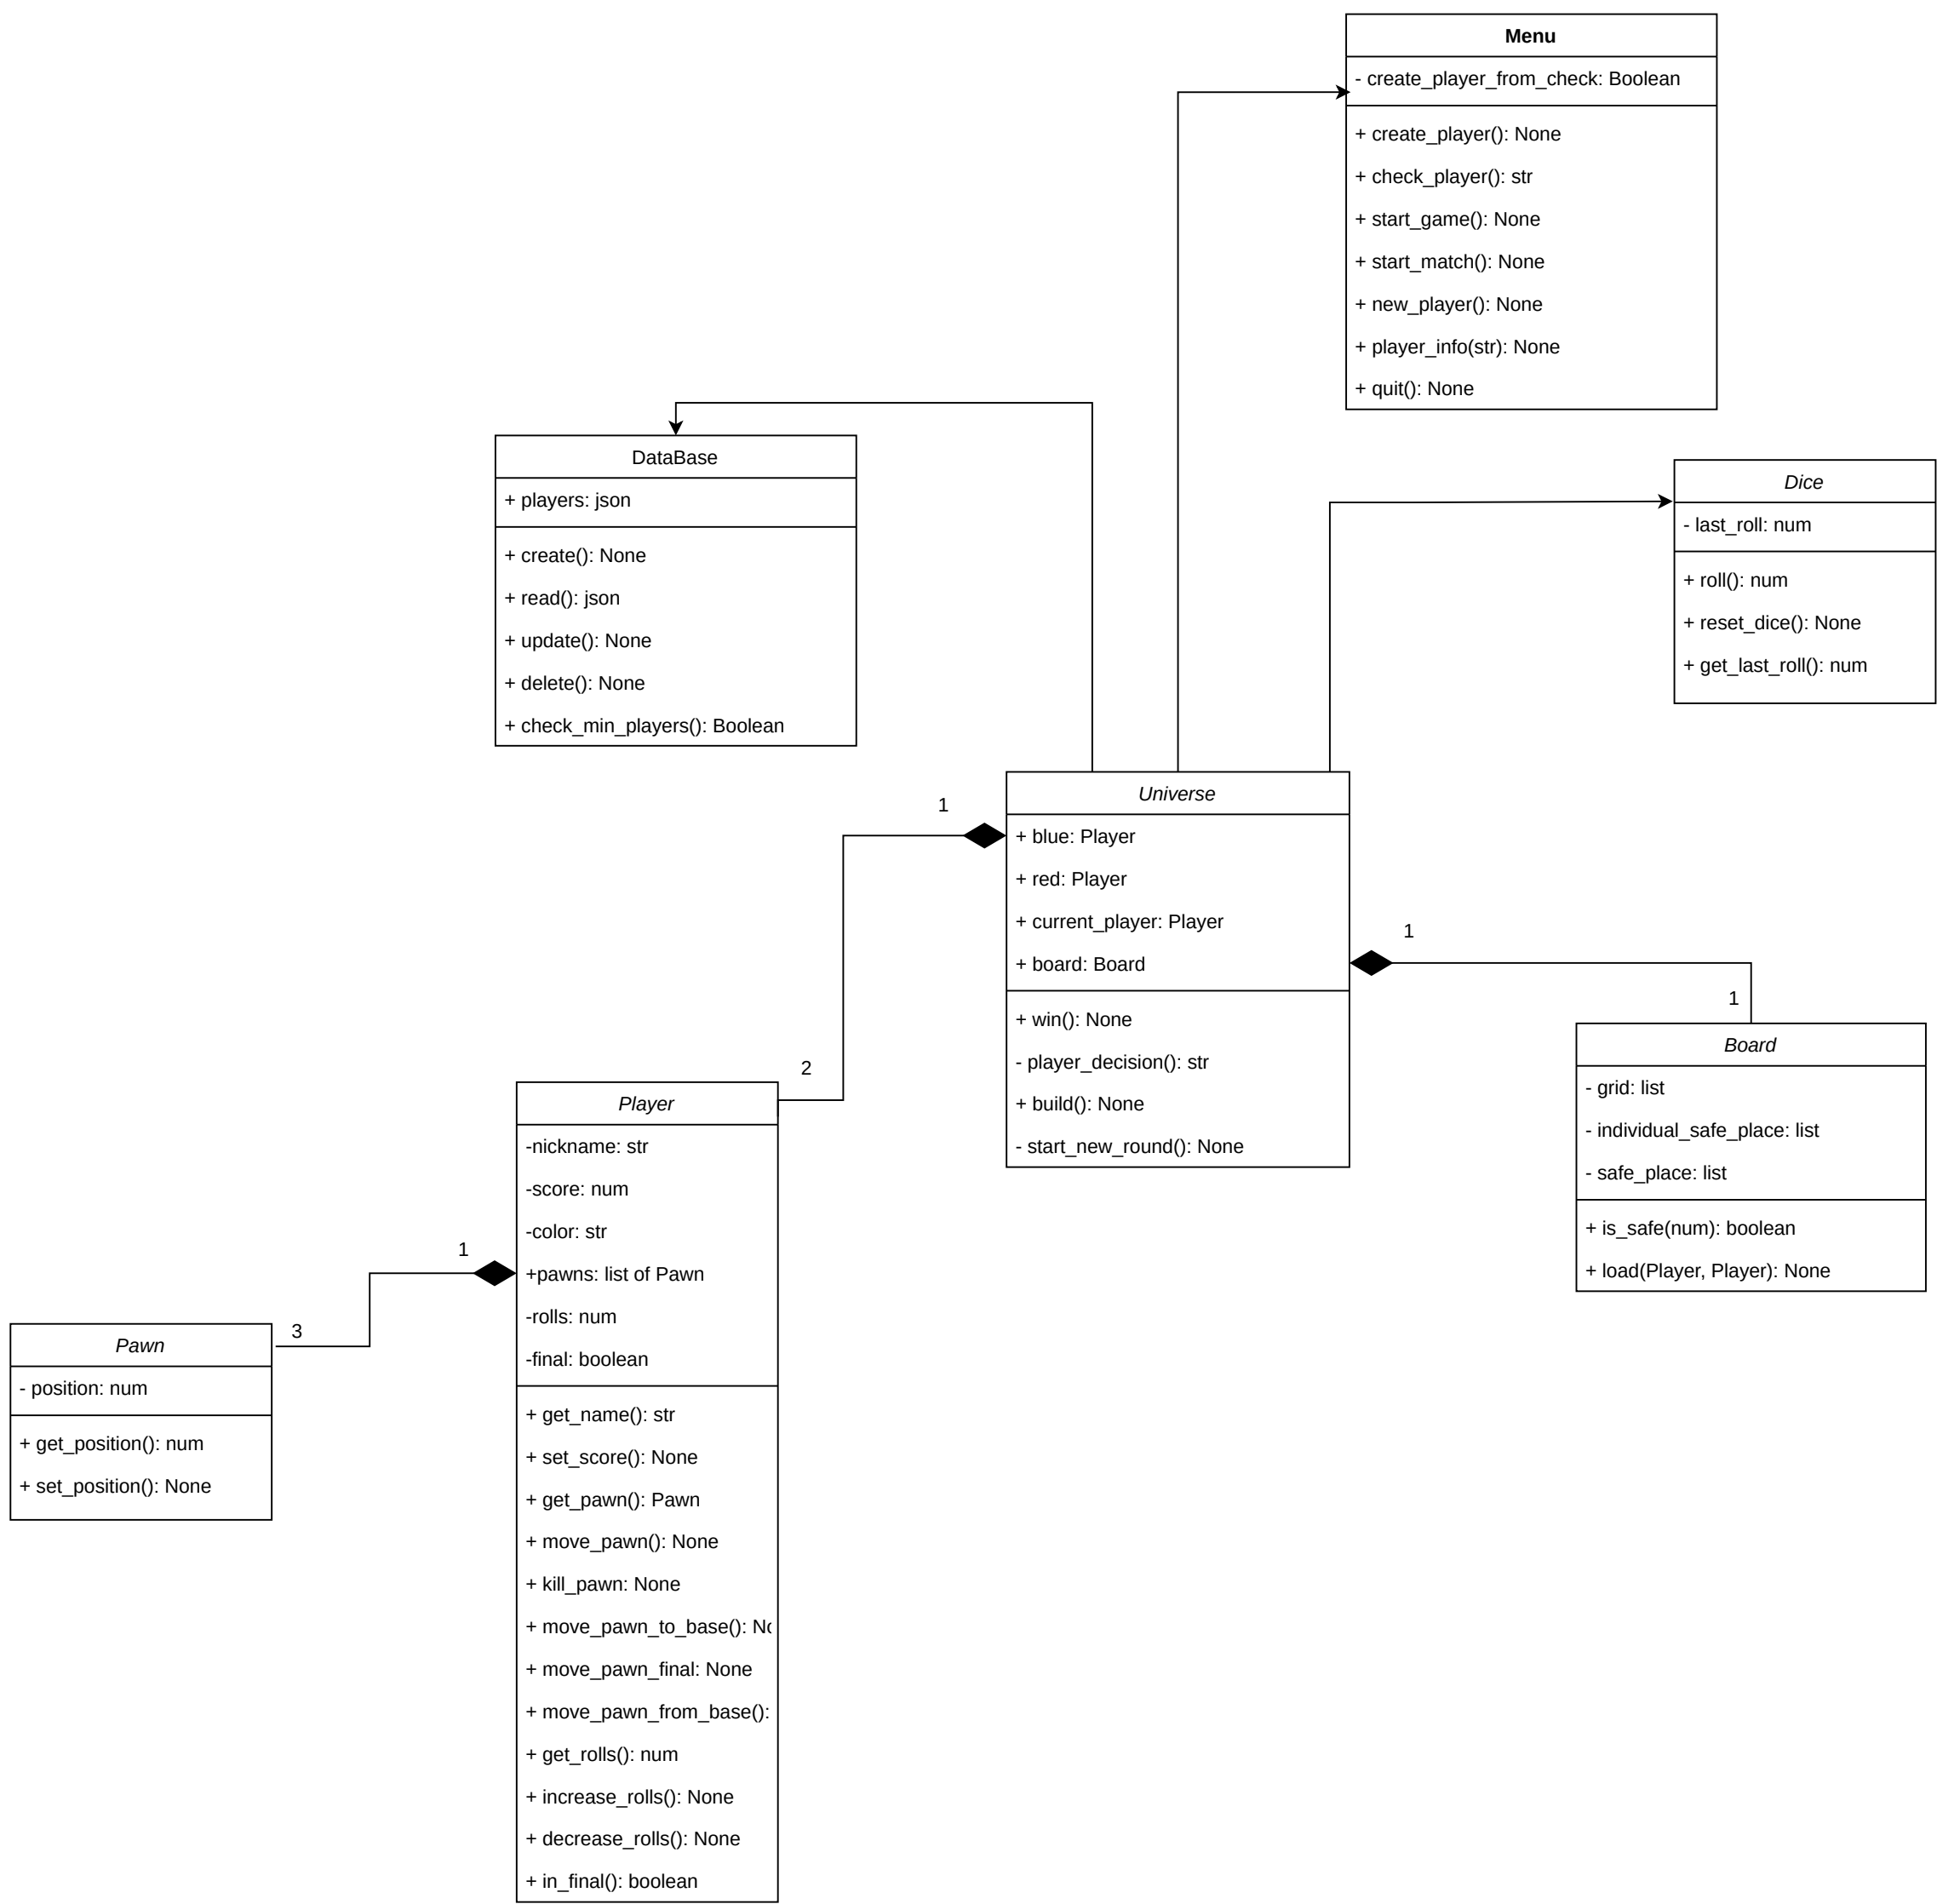 Menu
- create_player_from_check: Boolean
+ create_player(): None
+ check_player(): str
+ start_game(): None
+ start_match(): None
+ new_player(): None
+ player_info(str): None
+ quit(): None
DataBase
+ players: json
+ create(): None
+ read(): json
+ update(): None
+ delete(): None
+ check_min_players(): Boolean
Dice
- last_roll: num
+ roll(): num
+ reset_dice(): None
+ get_last_roll(): num
1
Universe
+ blue: Player
+ red: Player
+ current_player: Player
+ board: Board
+ win(): None
- player_decision(): str
+ build(): None
- start_new_round(): None
1
1
Board
- grid: list
- individual_safe_place: list
- safe_place: list
+ is_safe(num): boolean
+ load(Player, Player): None
2
Player
-nickname: str
-score: num
-color: str
+pawns: list of Pawn
-rolls: num
-final: boolean
+ get_name(): str
+ set_score(): None
+ get_pawn(): Pawn
+ move_pawn(): None
+ kill_pawn: None
+ move_pawn_to_base():
+ move_pawn_final: None
+ move_pawn_from_base():
+ get_rolls(): num
+ increase_rolls(): None
+ decrease_rolls(): None
+ in_final(): boolean
1
3
Pawn
- position: num
+ get_position(): num
+ set_position(): None